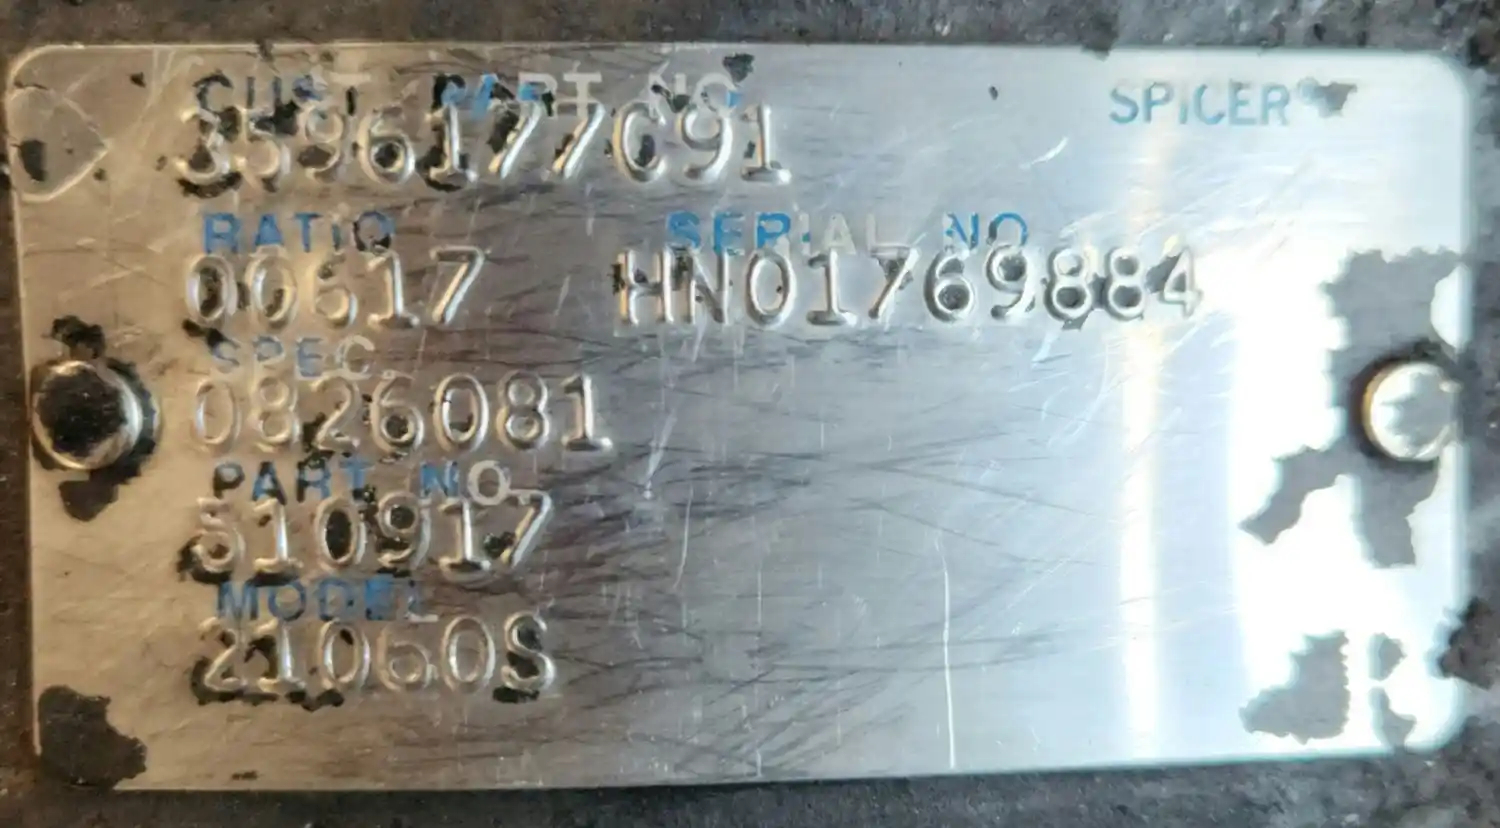 CUST PART NO SPICER®
3596177C91
RATIO SERIAL NO
00617 HN01769884
SPEC.
0826081
PART NO.
510917
MODEL
21060S